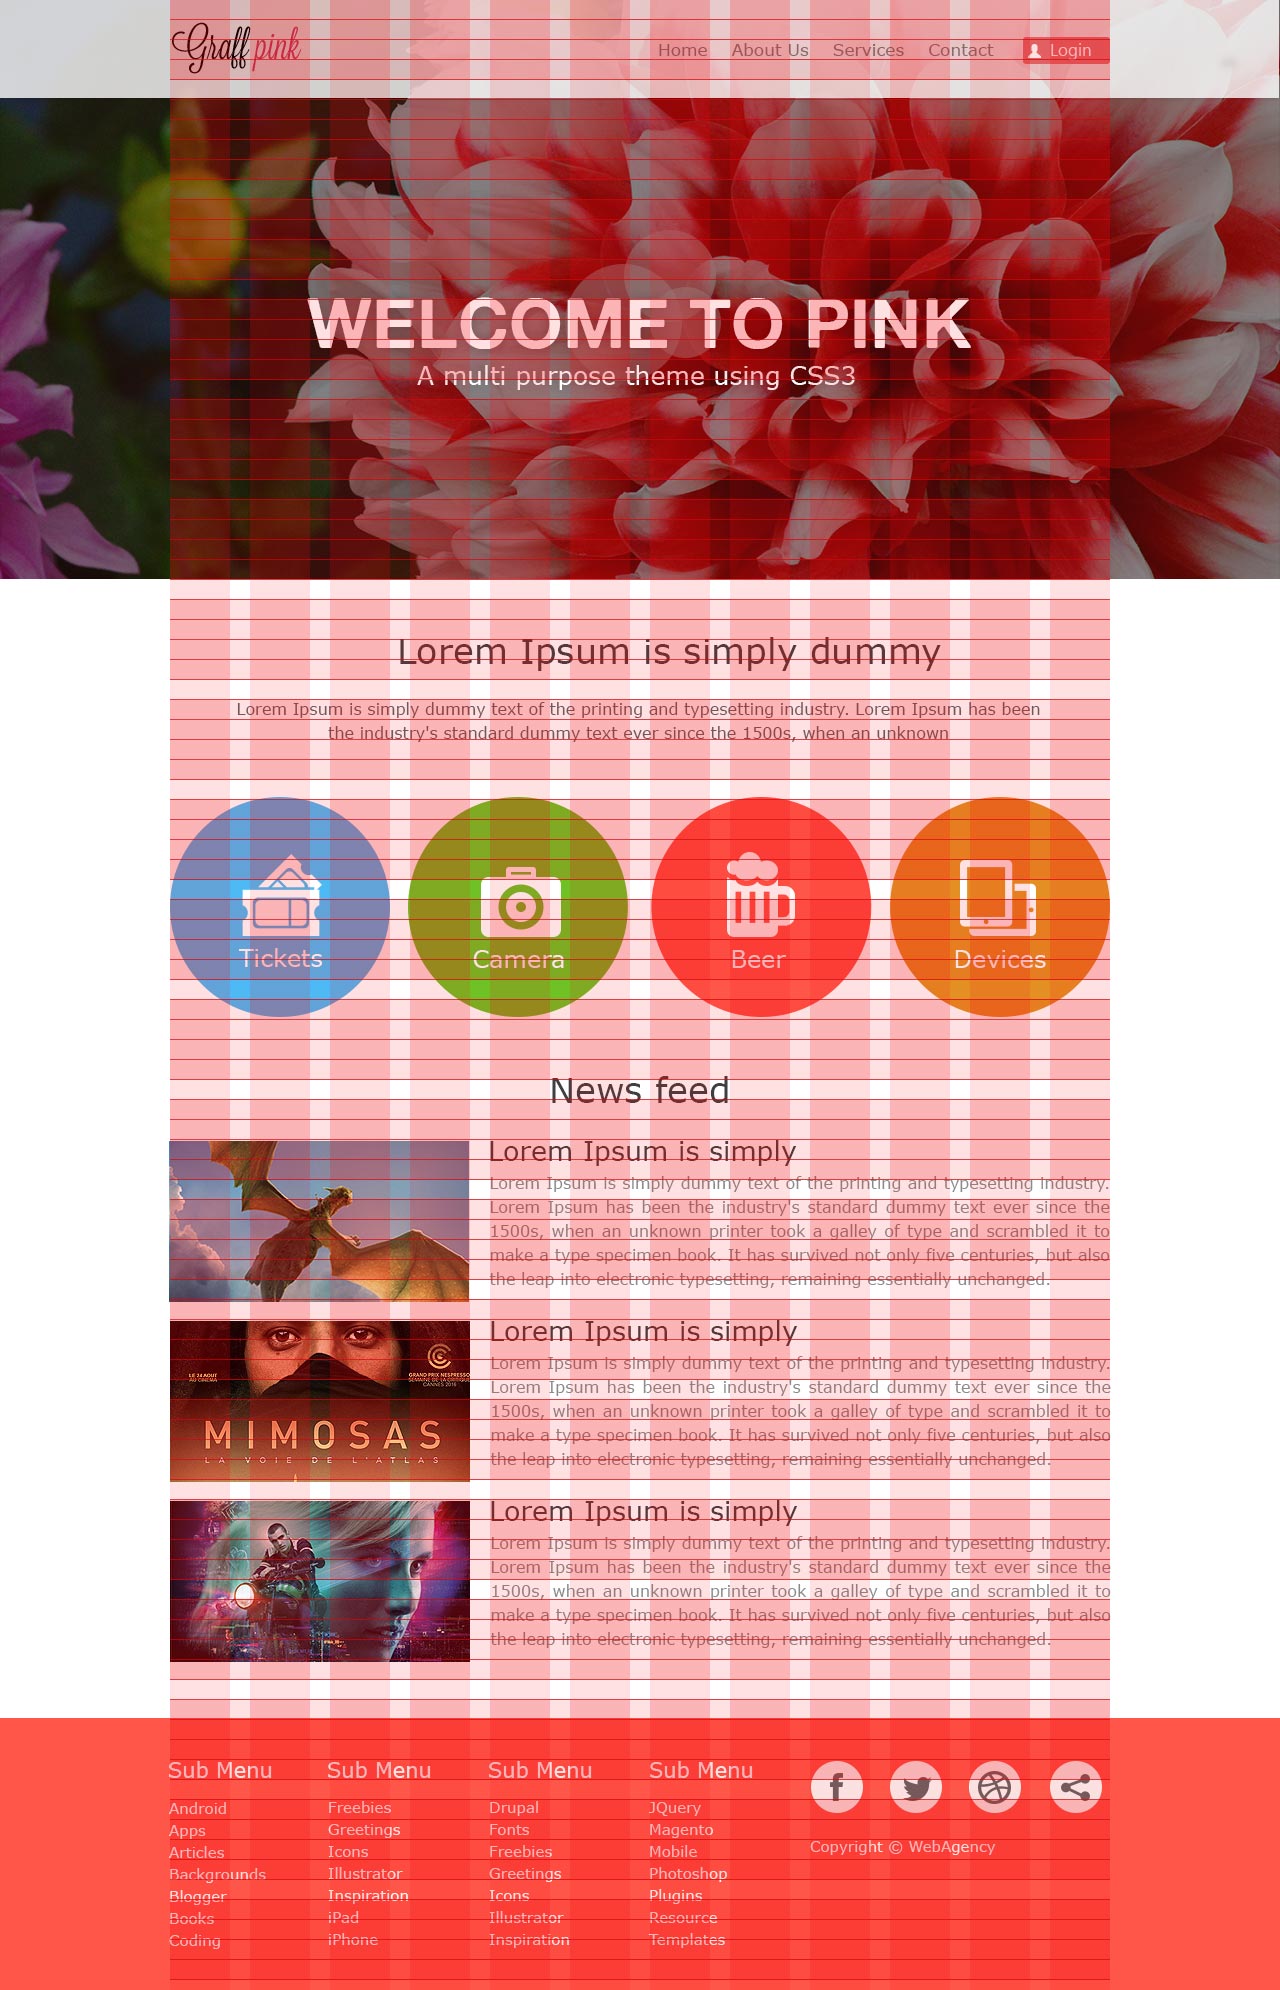 Graff pink
Home About Us Services Contact Login
WELCOME TO PINK
A multi purpose theme using CSS3
Lorem Ipsum is simply dummy
Lorem Ipsum is simply dummy text of the printing and typesetting industry. Lorem Ipsum has been
the industry's standard dummy text ever since the 1500s, when an unknown
Tickets
Camera
Beer
Devices
News feed
Lorem Ipsum is simply
Lorem Ipsum is simply dummy text of the printing and typesetting industry.
Lorem Ipsum has been the industry's standard dummy text ever since the
1500s, when an unknown printer took a galley of type and scrambled it to
make a type specimen book. It has survived not only five centuries, but also
the leap into electronic typesetting, remaining essentially unchanged.
LE 24 AOUT
AU CINÉMA
GRAND PRIX NESPRESSO
SEMAINE DE LA CRITIQUE
CANNES 2016
MIMOSAS
LA VOIE DE L'ATLAS
Lorem Ipsum is simply
Lorem Ipsum is simply dummy text of the printing and typesetting industry.
Lorem Ipsum has been the industry's standard dummy text ever since the
1500s, when an unknown printer took a galley of type and scrambled it to
make a type specimen book. It has survived not only five centuries, but also
the leap into electronic typesetting, remaining essentially unchanged.
Lorem Ipsum is simply
Lorem Ipsum is simply dummy text of the printing and typesetting industry.
Lorem Ipsum has been the industry's standard dummy text ever since the
1500s, when an unknown printer took a galley of type and scrambled it to
make a type specimen book. It has survived not only five centuries, but also
the leap into electronic typesetting, remaining essentially unchanged.
Sub Menu
Android
Apps
Articles
Backgrounds
Blogger
Books
Coding
Sub Menu
Freebies
Greetings
Icons
Illustrator
Inspiration
iPad
iPhone
Sub Menu
Drupal
Fonts
Freebies
Greetings
Icons
Illustrator
Inspiration
Sub Menu
JQuery
Magento
Mobile
Photoshop
Plugins
Resource
Templates
Copyright © WebAgency